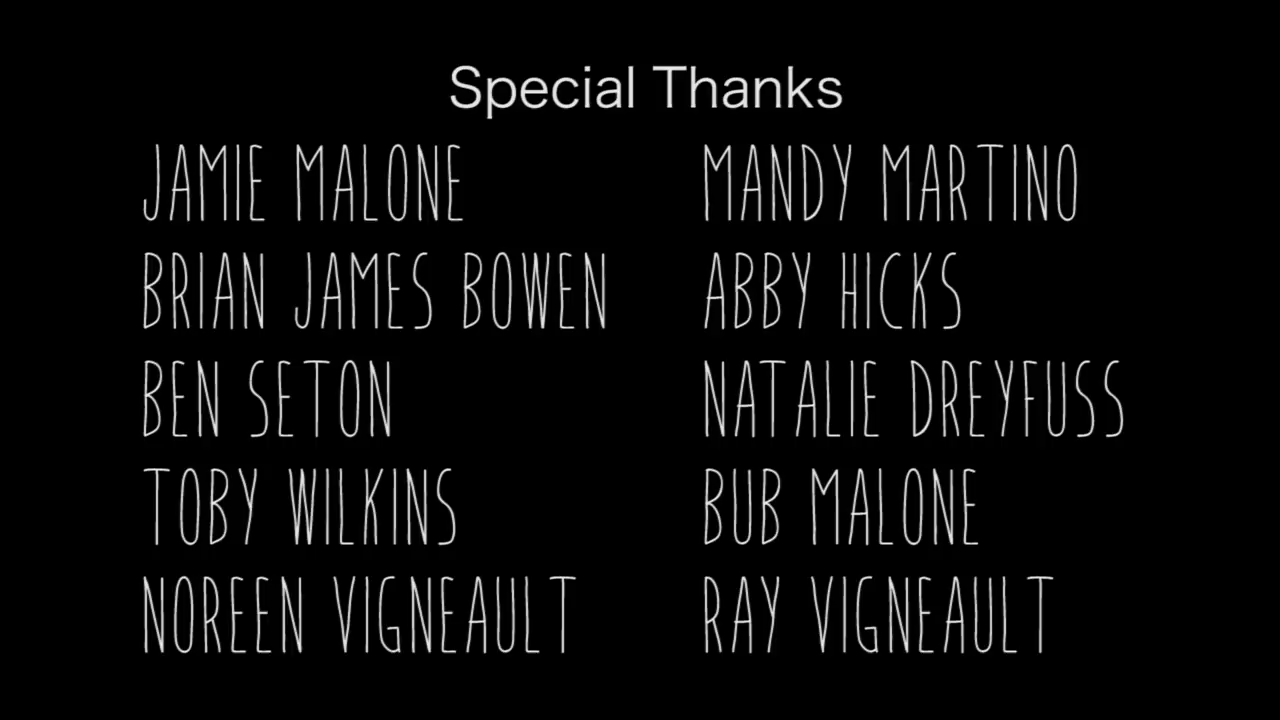 Special Thanks
JAMIE MALONE
MANDY MARTINO
BRIAN JAMES BOWEN
ABBY HICKS
BEN SETON
NATALIE DREYFUSS
TOBY WILKINS
BUB MALONE
NOREEN VIGNEAULT
RAY VIGNEAULT